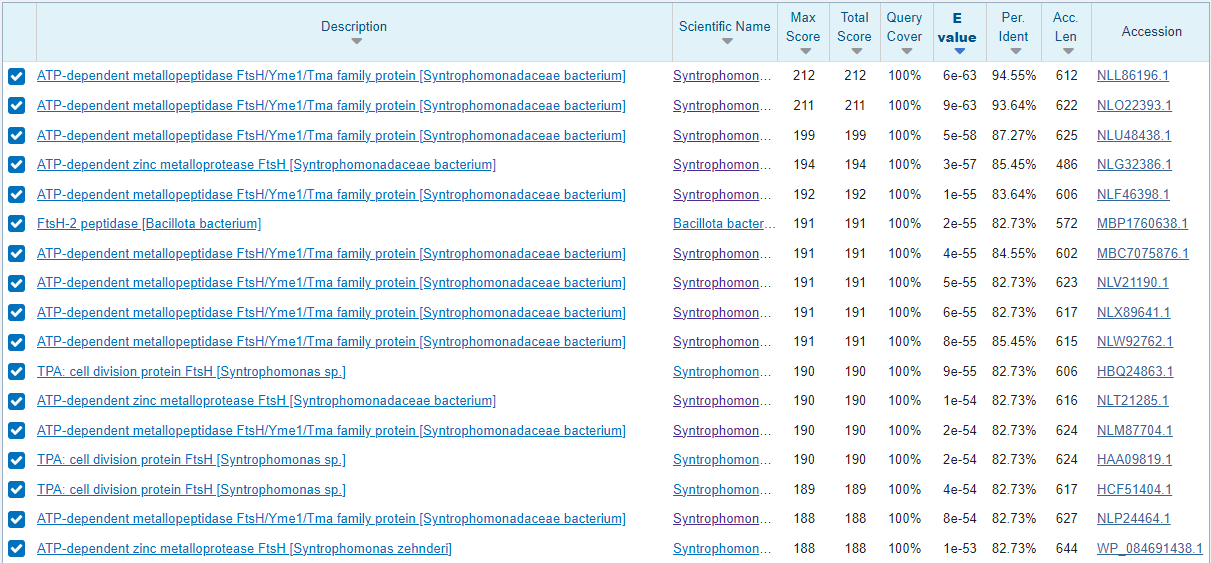 Description Scientific Name Max Score Total Score Query Cover E value Per. Ident Acc. Len Accession
ATP-dependent metallopeptidase FtsH/Yme1/Tma family protein [Syntrophomonadaceae bacterium] Syntrophomon... 212 212 100% 6e-63 94.55% 612 NLL86196.1
ATP-dependent metallopeptidase FtsH/Yme1/Tma family protein [Syntrophomonadaceae bacterium] Syntrophomon... 211 211 100% 9e-63 93.64% 622 NLO22393.1
ATP-dependent metallopeptidase FtsH/Yme1/Tma family protein [Syntrophomonadaceae bacterium] Syntrophomon... 199 199 100% 5e-58 87.27% 625 NLU48438.1
ATP-dependent zinc metalloprotease FtsH [Syntrophomonadaceae bacterium] Syntrophomon... 194 194 100% 3e-57 85.45% 486 NLG32386.1
ATP-dependent metallopeptidase FtsH/Yme1/Tma family protein [Syntrophomonadaceae bacterium] Syntrophomon... 192 192 100% 1e-55 83.64% 606 NLF46398.1
FtsH-2 peptidase [Bacillota bacterium] Bacillota bacter... 191 191 100% 2e-55 82.73% 572 MBP1760638.1
ATP-dependent metallopeptidase FtsH/Yme1/Tma family protein [Syntrophomonadaceae bacterium] Syntrophomon... 191 191 100% 4e-55 84.55% 602 MBC7075876.1
ATP-dependent metallopeptidase FtsH/Yme1/Tma family protein [Syntrophomonadaceae bacterium] Syntrophomon... 191 191 100% 5e-55 82.73% 623 NLV21190.1
ATP-dependent metallopeptidase FtsH/Yme1/Tma family protein [Syntrophomonadaceae bacterium] Syntrophomon... 191 191 100% 6e-55 82.73% 617 NLX89641.1
ATP-dependent metallopeptidase FtsH/Yme1/Tma family protein [Syntrophomonadaceae bacterium] Syntrophomon... 191 191 100% 8e-55 85.45% 615 NLW92762.1
TPA: cell division protein FtsH [Syntrophomonas sp.] Syntrophomon... 190 190 100% 9e-55 82.73% 606 HBQ24863.1
ATP-dependent zinc metalloprotease FtsH [Syntrophomonadaceae bacterium] Syntrophomon... 190 190 100% 1e-54 82.73% 616 NLT21285.1
ATP-dependent metallopeptidase FtsH/Yme1/Tma family protein [Syntrophomonadaceae bacterium] Syntrophomon... 190 190 100% 2e-54 82.73% 624 NLM87704.1
TPA: cell division protein FtsH [Syntrophomonas sp.] Syntrophomon... 190 190 100% 2e-54 82.73% 624 HAA09819.1
TPA: cell division protein FtsH [Syntrophomonas sp.] Syntrophomon... 189 189 100% 4e-54 82.73% 617 HCF51404.1
ATP-dependent metallopeptidase FtsH/Yme1/Tma family protein [Syntrophomonadaceae bacterium] Syntrophomon... 188 188 100% 8e-54 82.73% 627 NLP24464.1
ATP-dependent zinc metalloprotease FtsH [Syntrophomonas zehnderi] Syntrophomon... 188 188 100% 1e-53 82.73% 644 WP_084691438.1